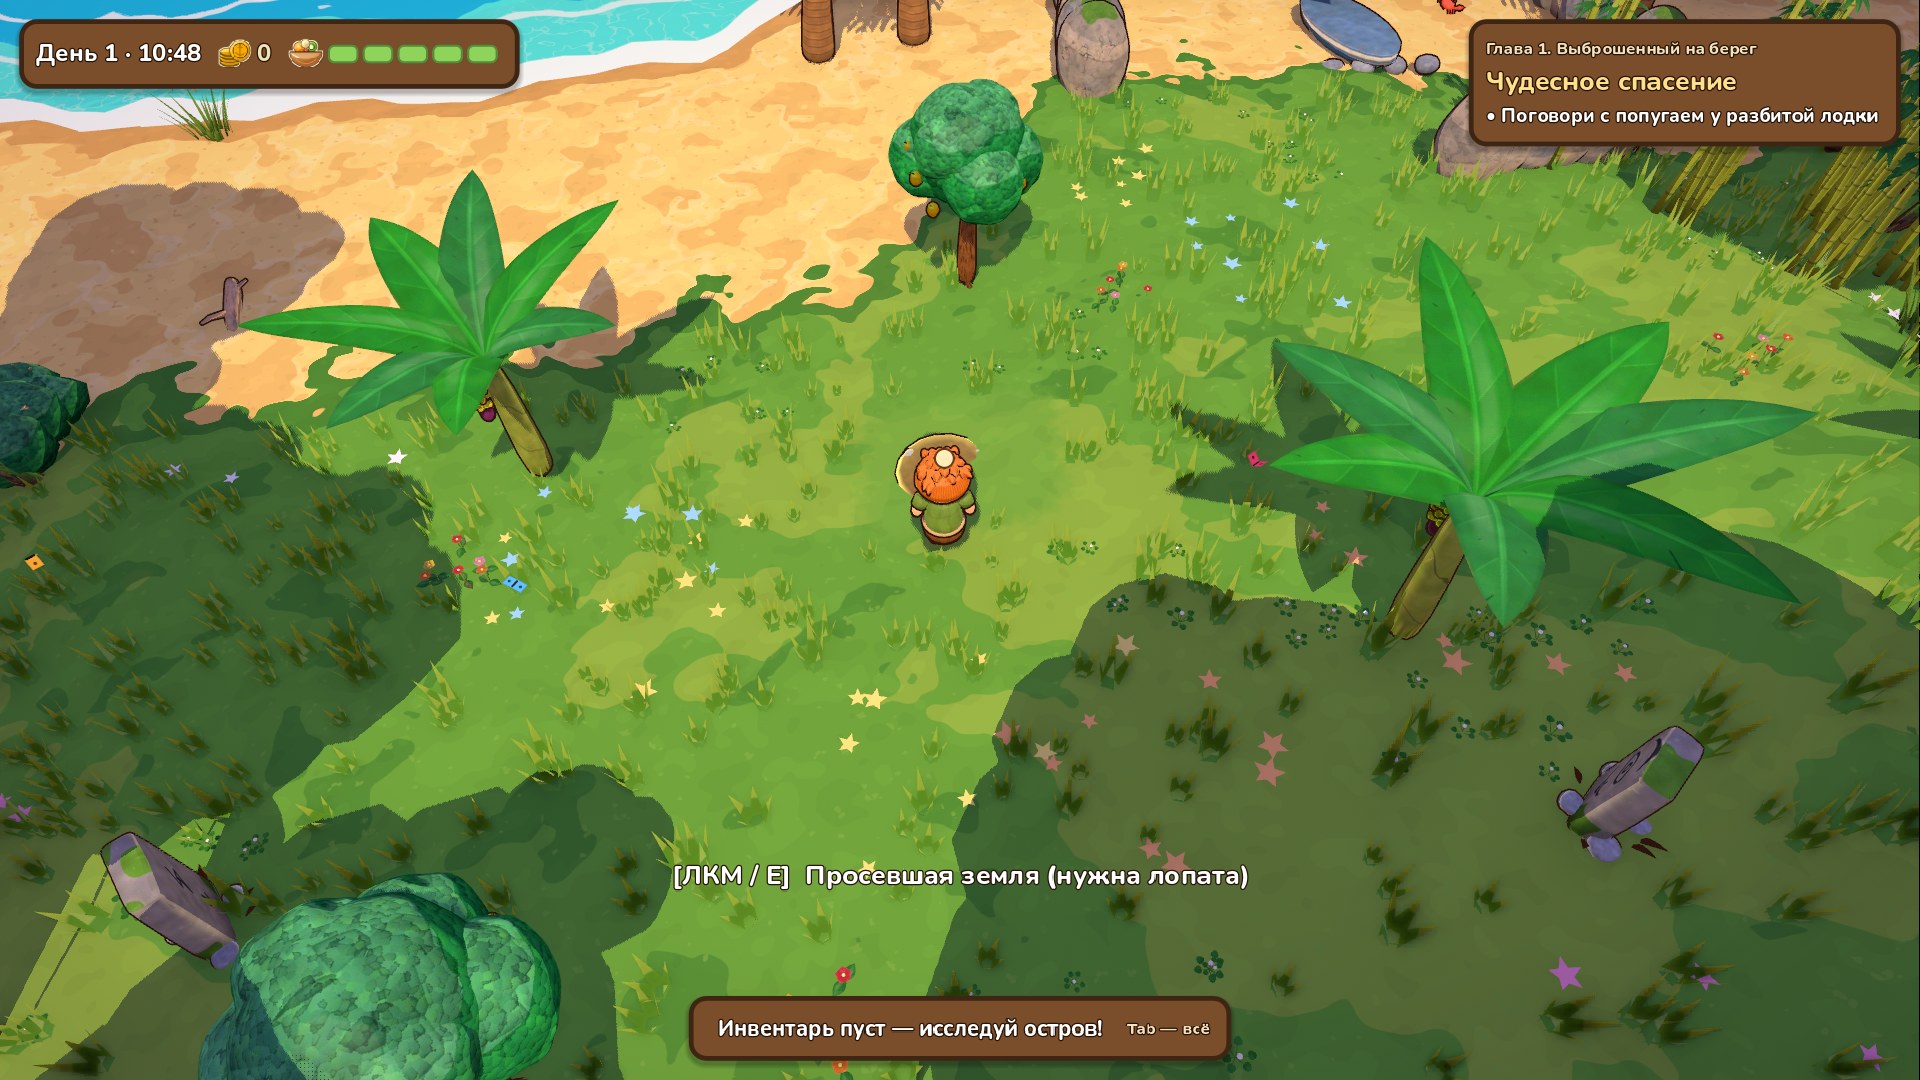 День 1 · 10:48 0
Глава 1. Выброшенный на берег
Чудесное спасение
• Поговори с попугаем у разбитой лодки
[ЛКМ / E] Просевшая земля (нужна лопата)
Инвентарь пуст — исследуй остров! Tab — всё